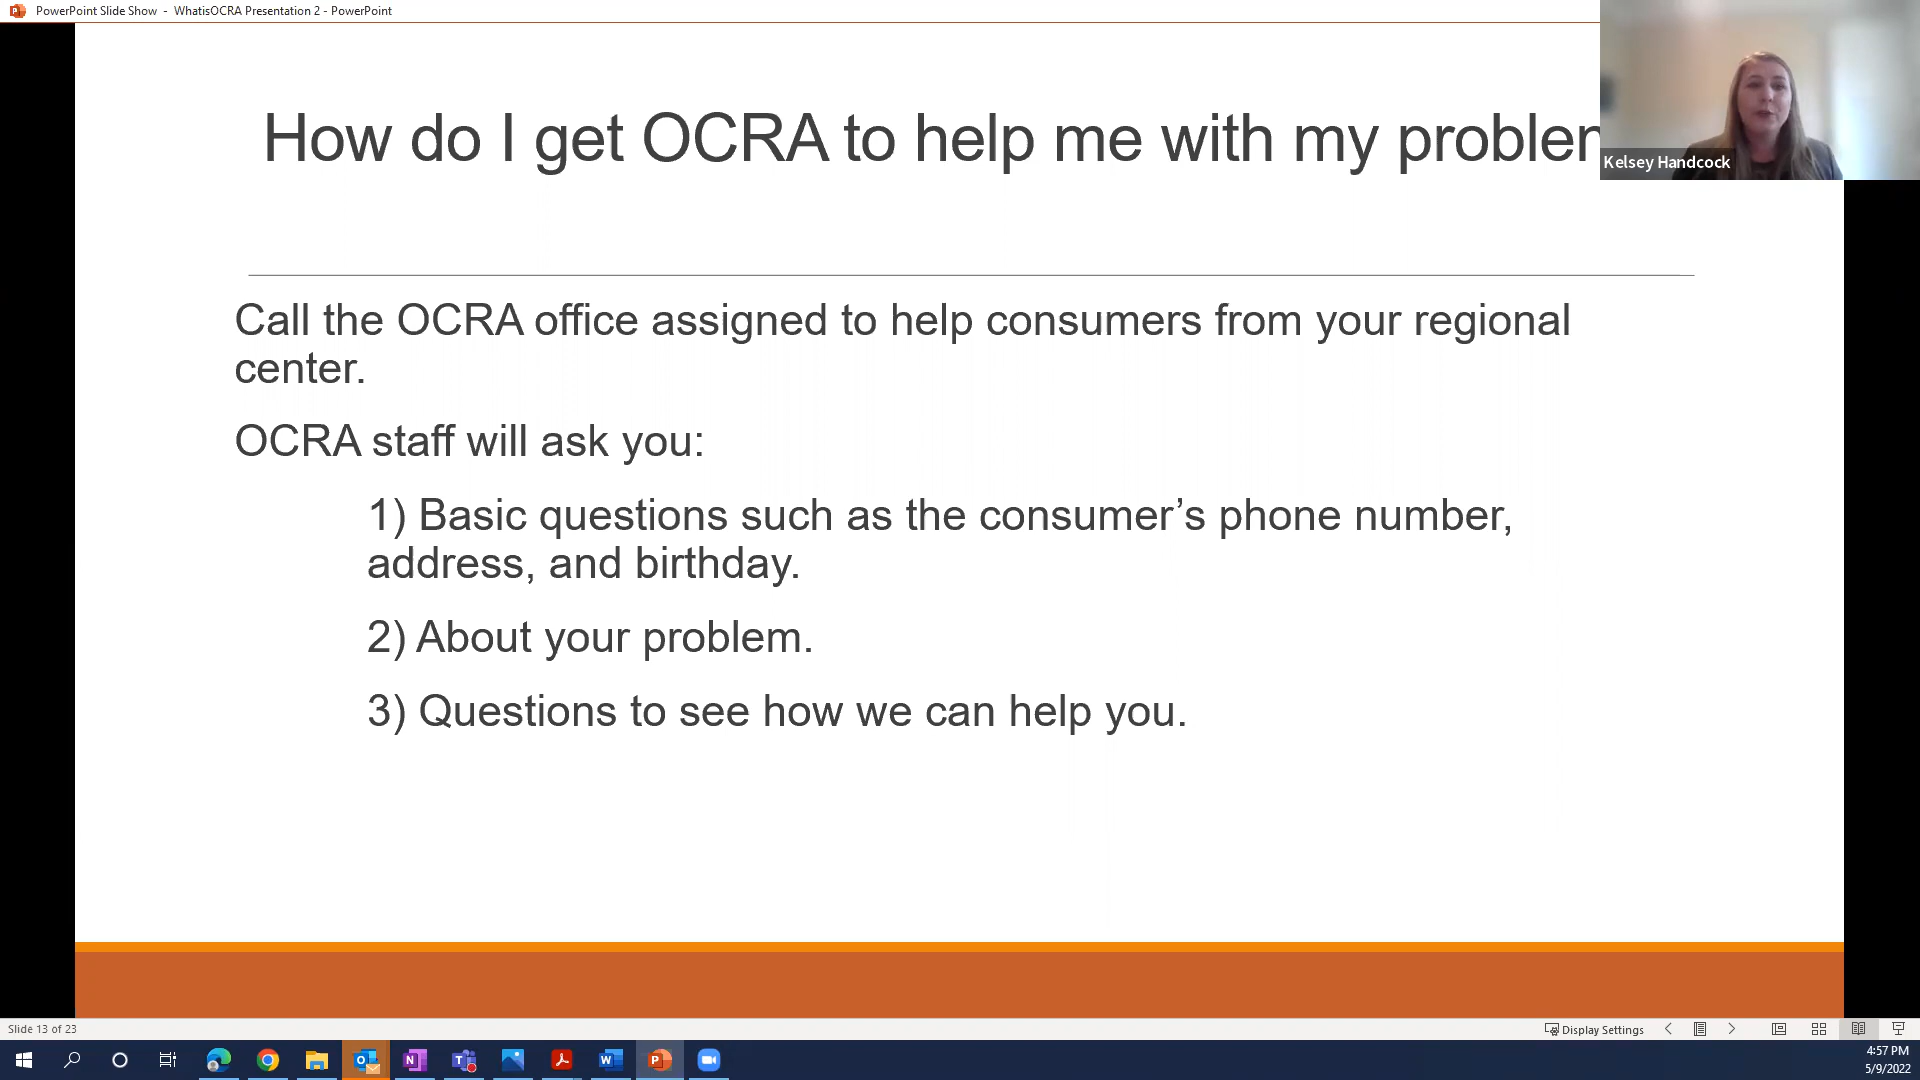 PowerPoint Slide Show - WhatisOCRA Presentation 2 - PowerPoint
How do I get OCRA to help me with my
Kelsey Handcock
Call the OCRA office assigned to help consumers from your regional
center.
OCRA staff will ask you:
1) Basic questions such as the consumer’s phone number,
address, and birthday.
2) About your problem.
3) Questions to see how we can help you.
Slide 13 of 23
Display Settings
4:57 PM
5/9/2022